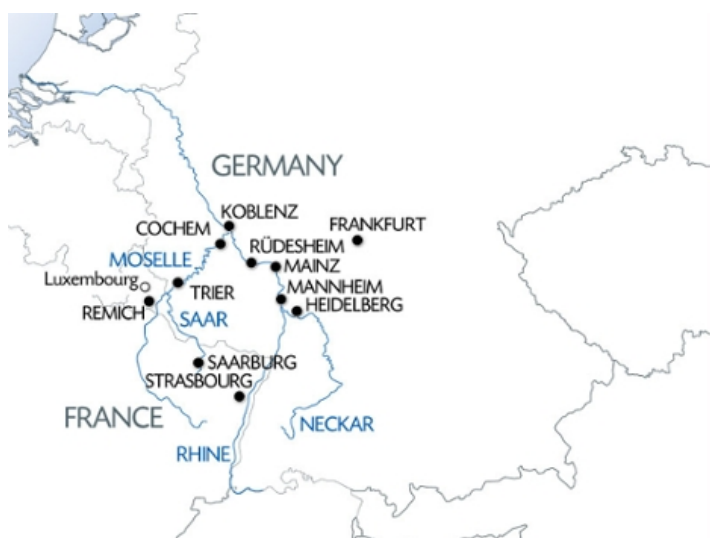 GERMANY
KOBLENZ
FRANKFURT
COCHEM
RÜDESHEIM
MOSELLE
MAINZ
Luxembourg
TRIER
MANNHEIM
REMICH
HEIDELBERG
SAAR
SAARBURG
STRASBOURG
FRANCE
NECKAR
RHINE